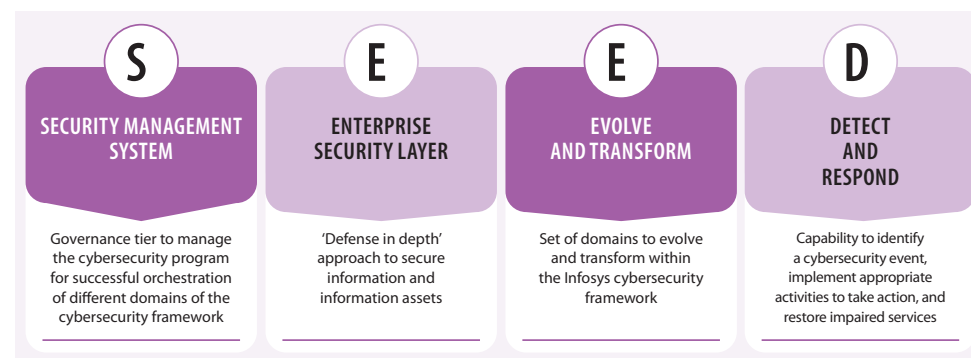 S
SECURITY MANAGEMENT
SYSTEM
Governance tier to manage
the cybersecurity program
for successful orchestration
of different domains of the
cybersecurity framework
E
ENTERPRISE
SECURITY LAYER
‘Defense in depth’
approach to secure
information and
information assets
E
EVOLVE
AND TRANSFORM
Set of domains to evolve
and transform within
the Infosys cybersecurity
framework
D
DETECT
AND
RESPOND
Capability to identify
a cybersecurity event,
implement appropriate
activities to take action, and
restore impaired services